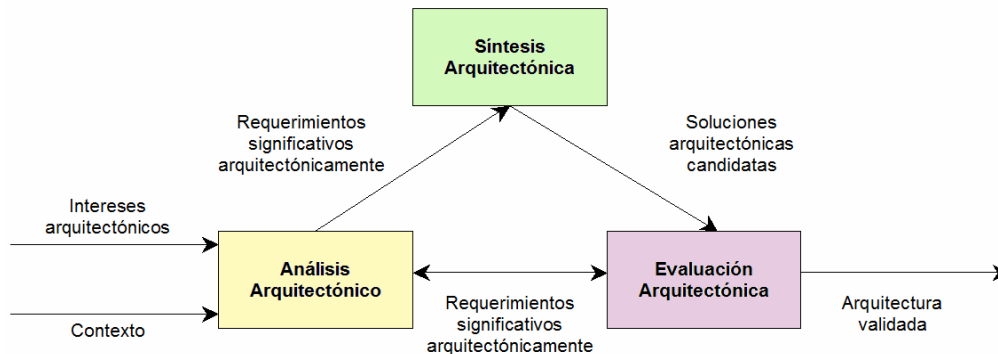 Síntesis
Arquitectónica
Requerimientos
significativos
arquitectónicamente
Soluciones
arquitectónicas
candidatas
Intereses
arquitectónicos
Análisis
Arquitectónico
Evaluación
Arquitectónica
Contexto
Requerimientos
significativos
arquitectónicamente
Arquitectura
validada